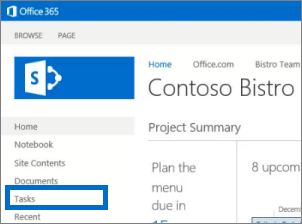 Office 365
BROWSE PAGE
Home Office.com Bistro Team
S
Contoso Bistro
Home
Notebook
Site Contents
Documents
Tasks
Recent
Project Summary
Plan the
menu
due in
8 upcom
Decem